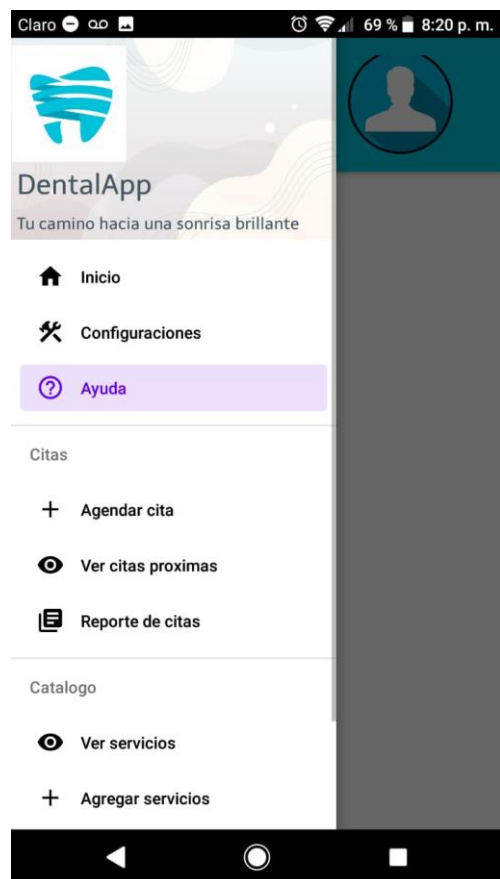 Claro 69 % 8:20 p. m.
DentalApp
Tu camino hacia una sonrisa brillante
Inicio
Configuraciones
Ayuda
Citas
Agendar cita
Ver citas proximas
Reporte de citas
Catalogo
Ver servicios
Agregar servicios